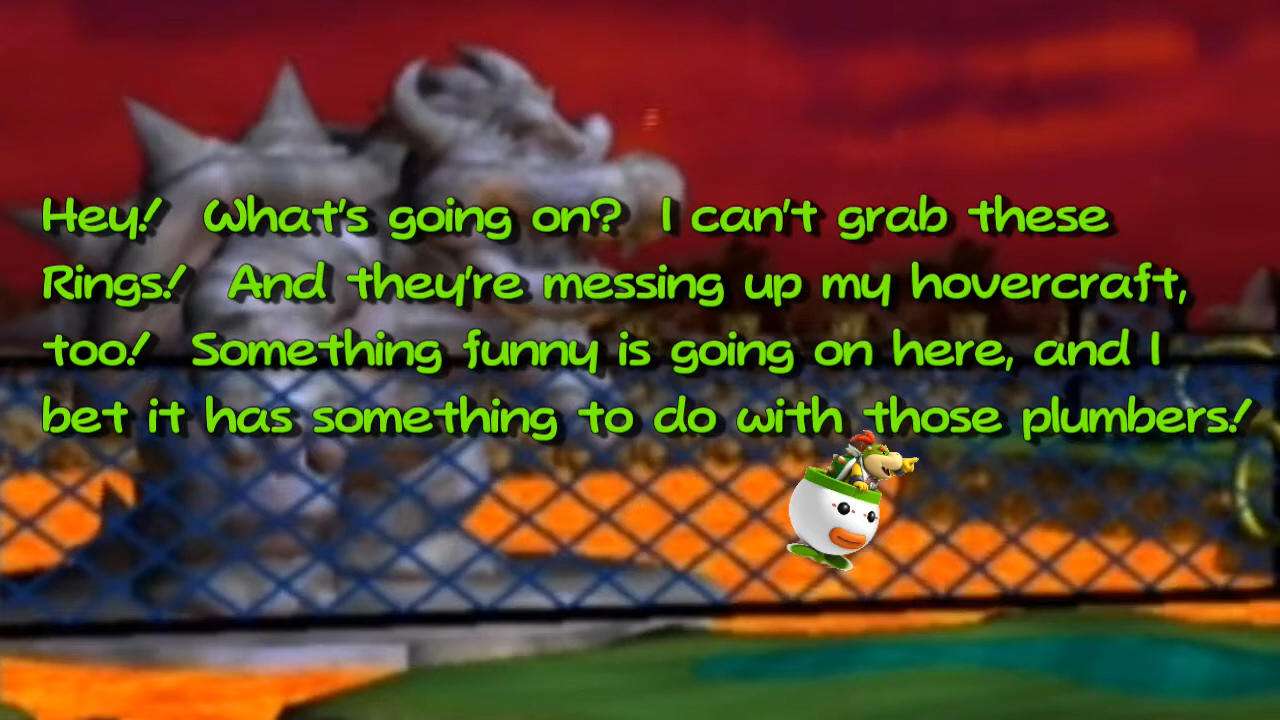 Hey!  What's going on?  I can't grab these
Rings!  And they're messing up my hovercraft,
too!  Something funny is going on here, and I
bet it has something to do with those plumbers!